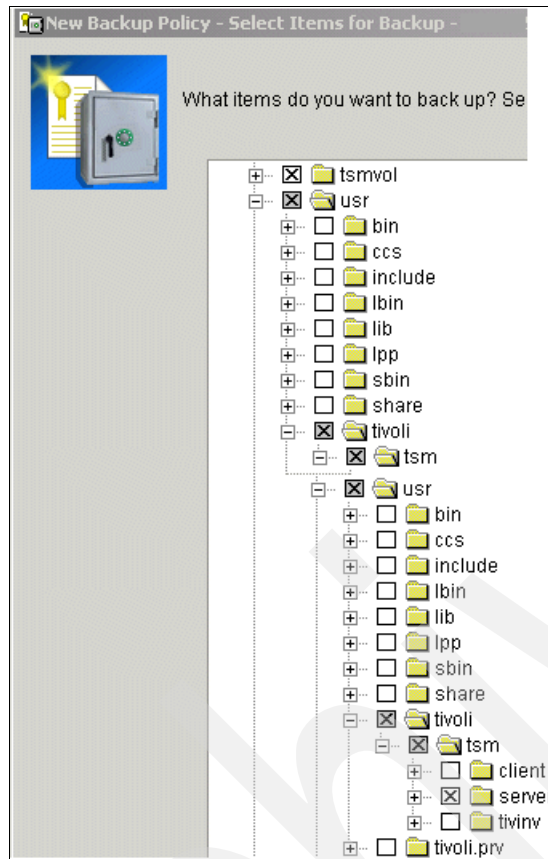 New Backup Policy - Select Items for Backup -
What items do you want to back up? Se
tsmvol
usr
bin
ccs
include
lbin
lib
lpp
sbin
share
tivoli
tsm
usr
bin
ccs
include
lbin
lib
lpp
sbin
share
tivoli
tsm
client
serve
tivinv
tivoli.prv